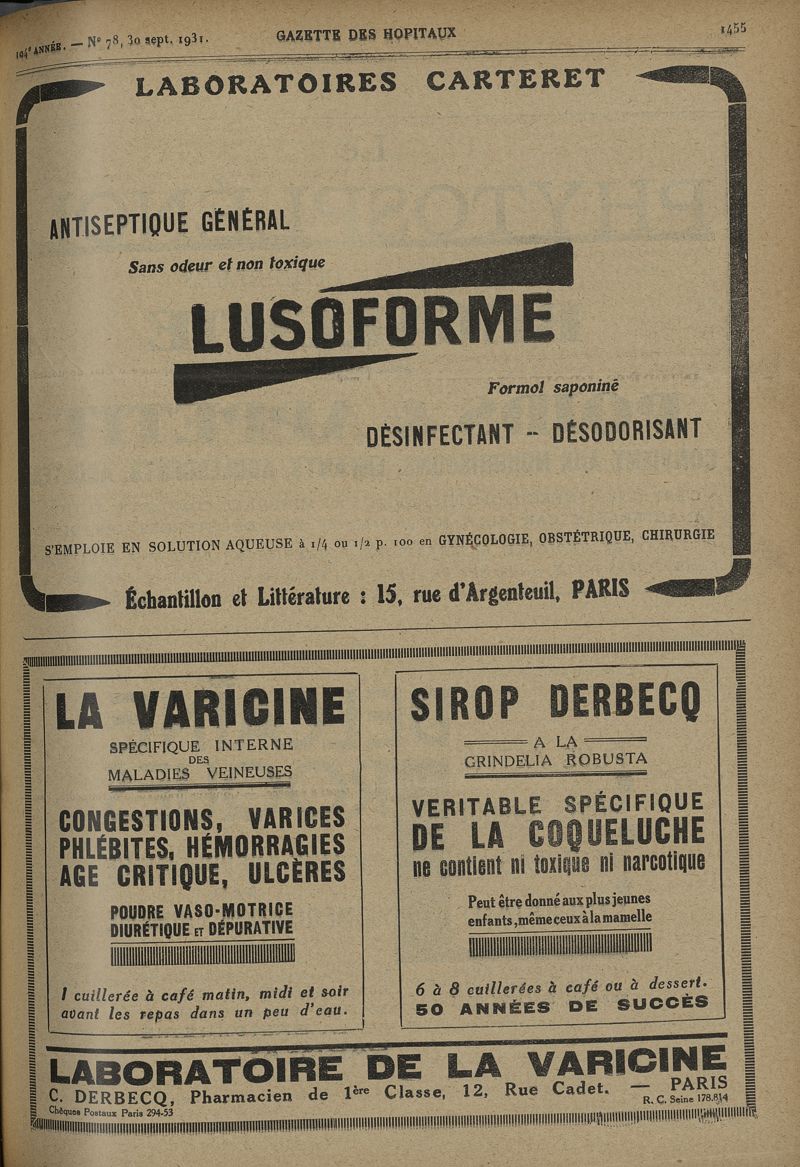 104e ANNÉE. — No 78, 30 sept. 1931.
GAZETTE DES HOPITAUX
1455
LABORATOIRES CARTERET
ANTISEPTIQUE GÉNÉRAL
Sans odeur et non toxique
LUSOFORME
Formol saponiné
DÉSINFECTANT -- DÉSODORISANT
S'EMPLOIE EN SOLUTION AQUEUSE à 1/4 ou 1/2 p. 100 en GYNÉCOLOGIE, OBSTÉTRIQUE, CHIRURGIE
Échantillon et Littérature : 15, rue d'Argenteuil, PARIS
LA VARICINE
SPÉCIFIQUE INTERNE
DES
MALADIES VEINEUSES
CONGESTIONS, VARICES
PHLÉBITES, HÉMORRAGIES
AGE CRITIQUE, ULCÈRES
POUDRE VASO-MOTRICE
DIURÉTIQUE ET DÉPURATIVE
1 cuillerée à café matin, midi et soir
avant les repas dans un peu d'eau.
SIROP DERBECQ
A LA
GRINDELIA ROBUSTA
VERITABLE SPÉCIFIQUE
DE LA COQUELUCHE
ne contient ni toxique ni narcotique
Peut être donné aux plus jeunes
enfants, même ceux à la mamelle
6 à 8 cuillerées à café ou à dessert.
50 ANNÉES DE SUCCÈS
LABORATOIRE DE LA VARICINE
C. DERBECQ, Pharmacien de 1ère Classe, 12, Rue Cadet. — PARIS
Chèques Postaux Paris 294-53
R. C. Seine 178.814